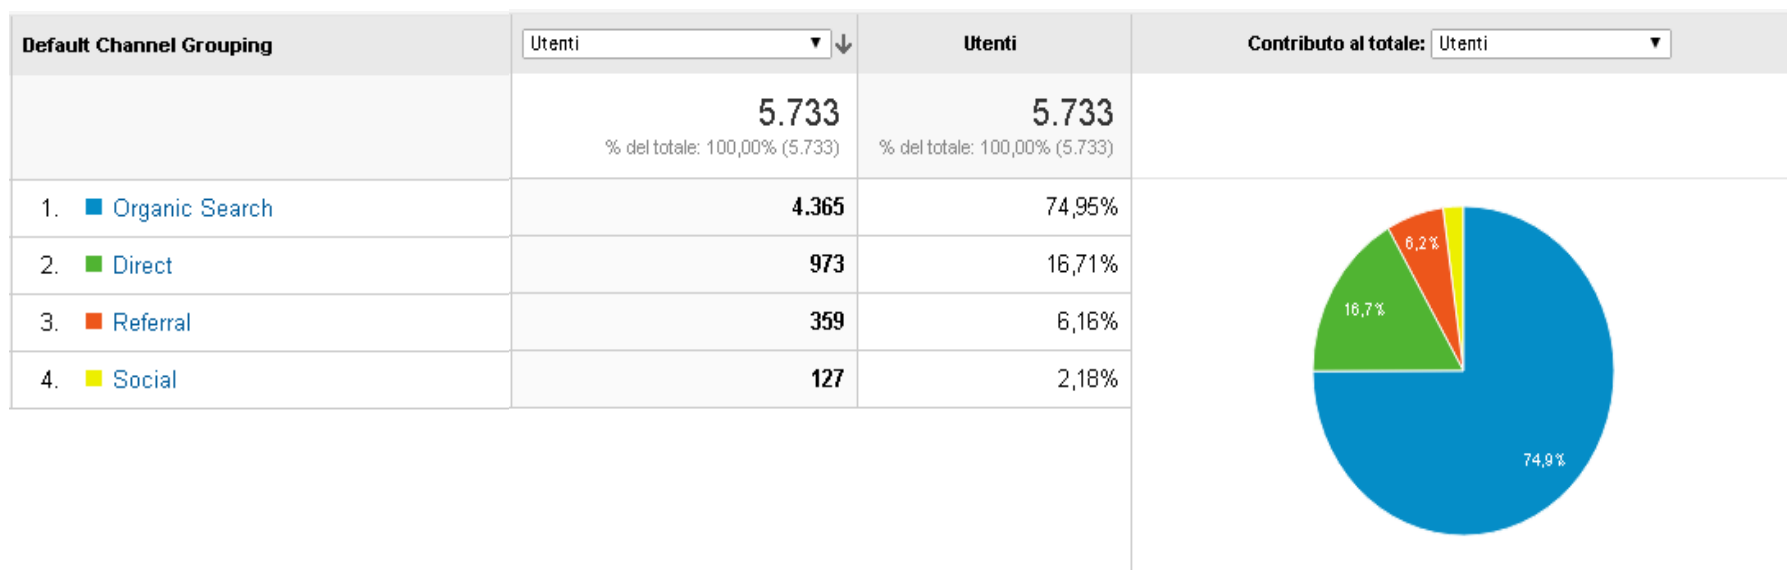 Default Channel Grouping Utenti Utenti Contributo al totale: Utenti
5.733 5.733
% del totale: 100,00% (5.733) % del totale: 100,00% (5.733)
1. Organic Search 4.365 74,95%
2. Direct 973 16,71%
3. Referral 359 6,16%
4. Social 127 2,18%
6,2%
16,7%
74,9%